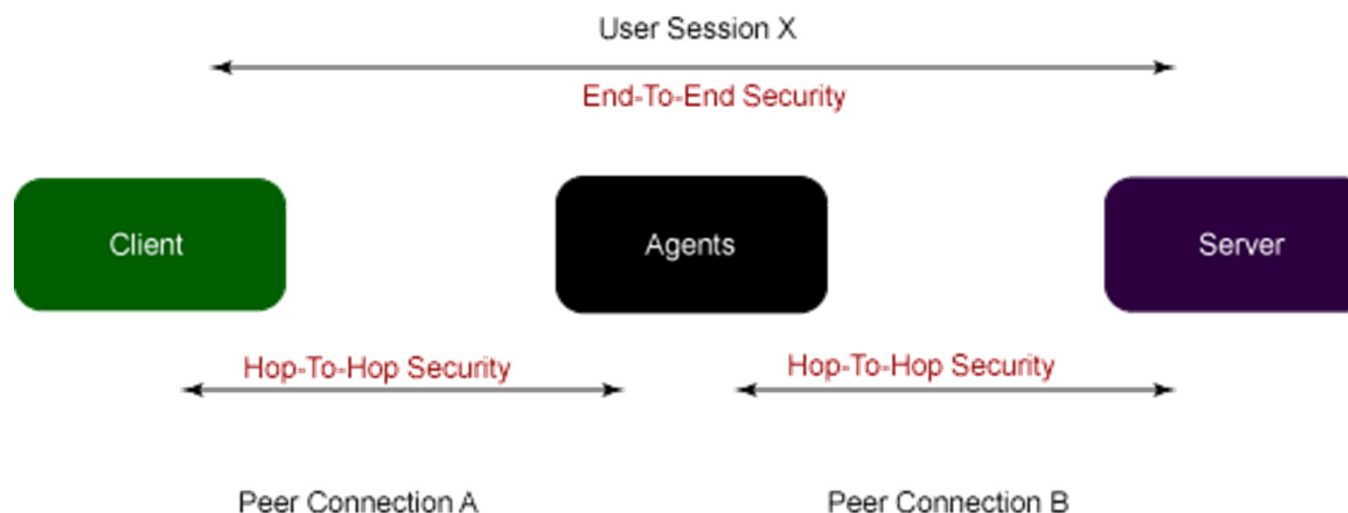 User Session X
End-To-End Security
Client
Agents
Server
Hop-To-Hop Security
Hop-To-Hop Security
Peer Connection A
Peer Connection B